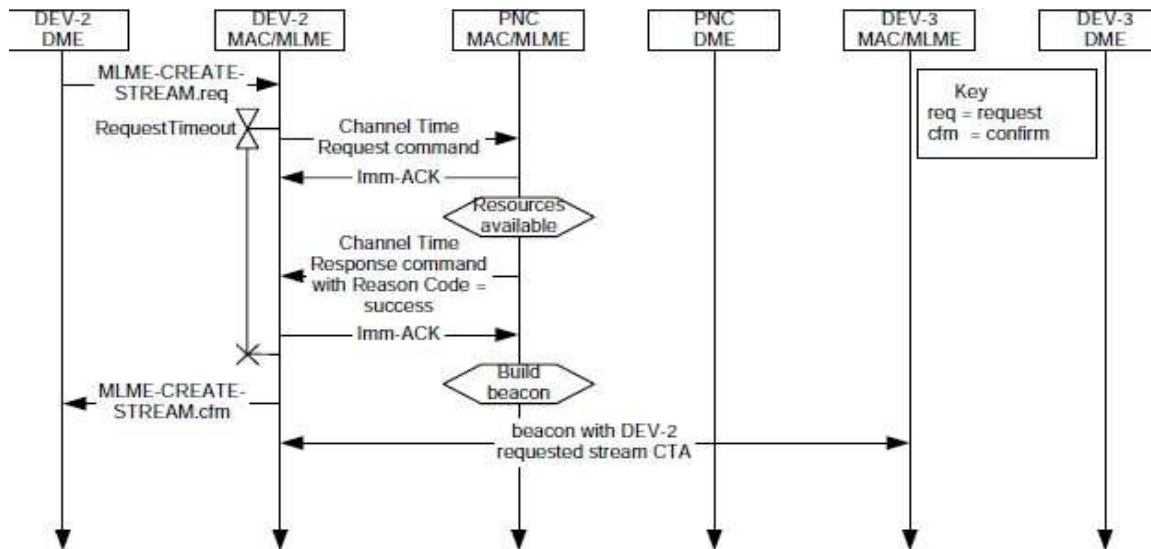 DEV-2
DME
DEV-2
MAC/MLME
PNC
MAC/MLME
PNC
DME
DEV-3
MAC/MLME
DEV-3
DME
MLME-CREATE-
STREAM.req
Key
req = request
cfm = confirm
RequestTimeout
Channel Time
Request command
Imm-ACK
Resources
available
Channel Time
Response command
with Reason Code =
success
Imm-ACK
Build
beacon
MLME-CREATE-
STREAM.cfm
beacon with DEV-2
requested stream CTA